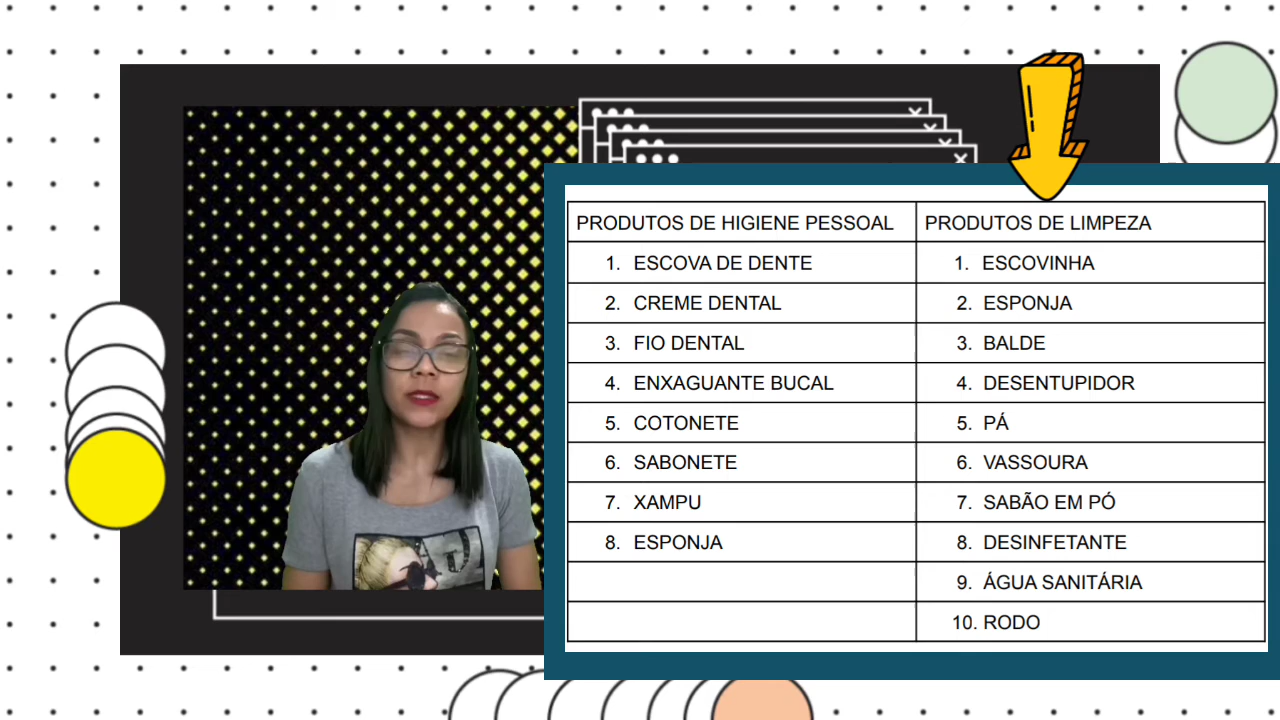 PRODUTOS DE HIGIENE PESSOAL
PRODUTOS DE LIMPEZA
1. ESCOVA DE DENTE
1. ESCOVINHA
2. CREME DENTAL
2. ESPONJA
3. FIO DENTAL
3. BALDE
4. ENXAGUANTE BUCAL
4. DESENTUPIDOR
5. COTONETE
5. PÁ
6. SABONETE
6. VASSOURA
7. XAMPU
7. SABÃO EM PÓ
8. ESPONJA
8. DESINFETANTE
9. ÁGUA SANITÁRIA
10. RODO